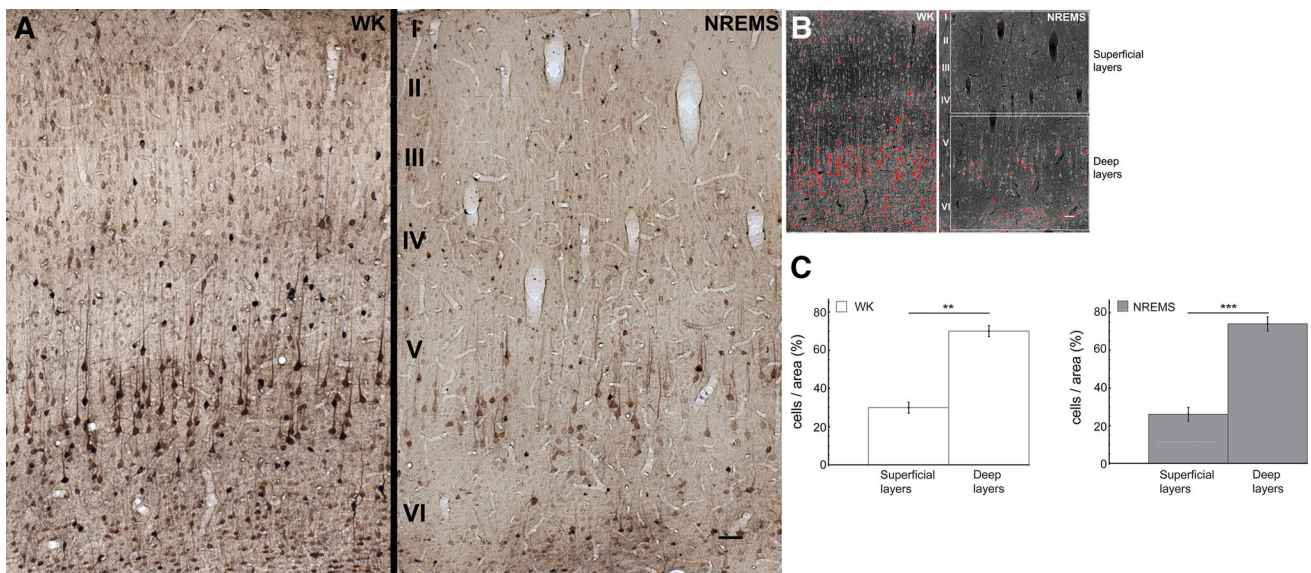 A
WK
NREMS
I
II
III
IV
V
VI
B
WK
NREMS
I
II
III
IV
V
VI
Superficial
layers
Deep
layers
C
WK
**
cells / area (%)
80
60
40
20
0
Superficial
layers
Deep
layers
NREMS
***
cells / area (%)
80
60
40
20
0
Superficial
layers
Deep
layers